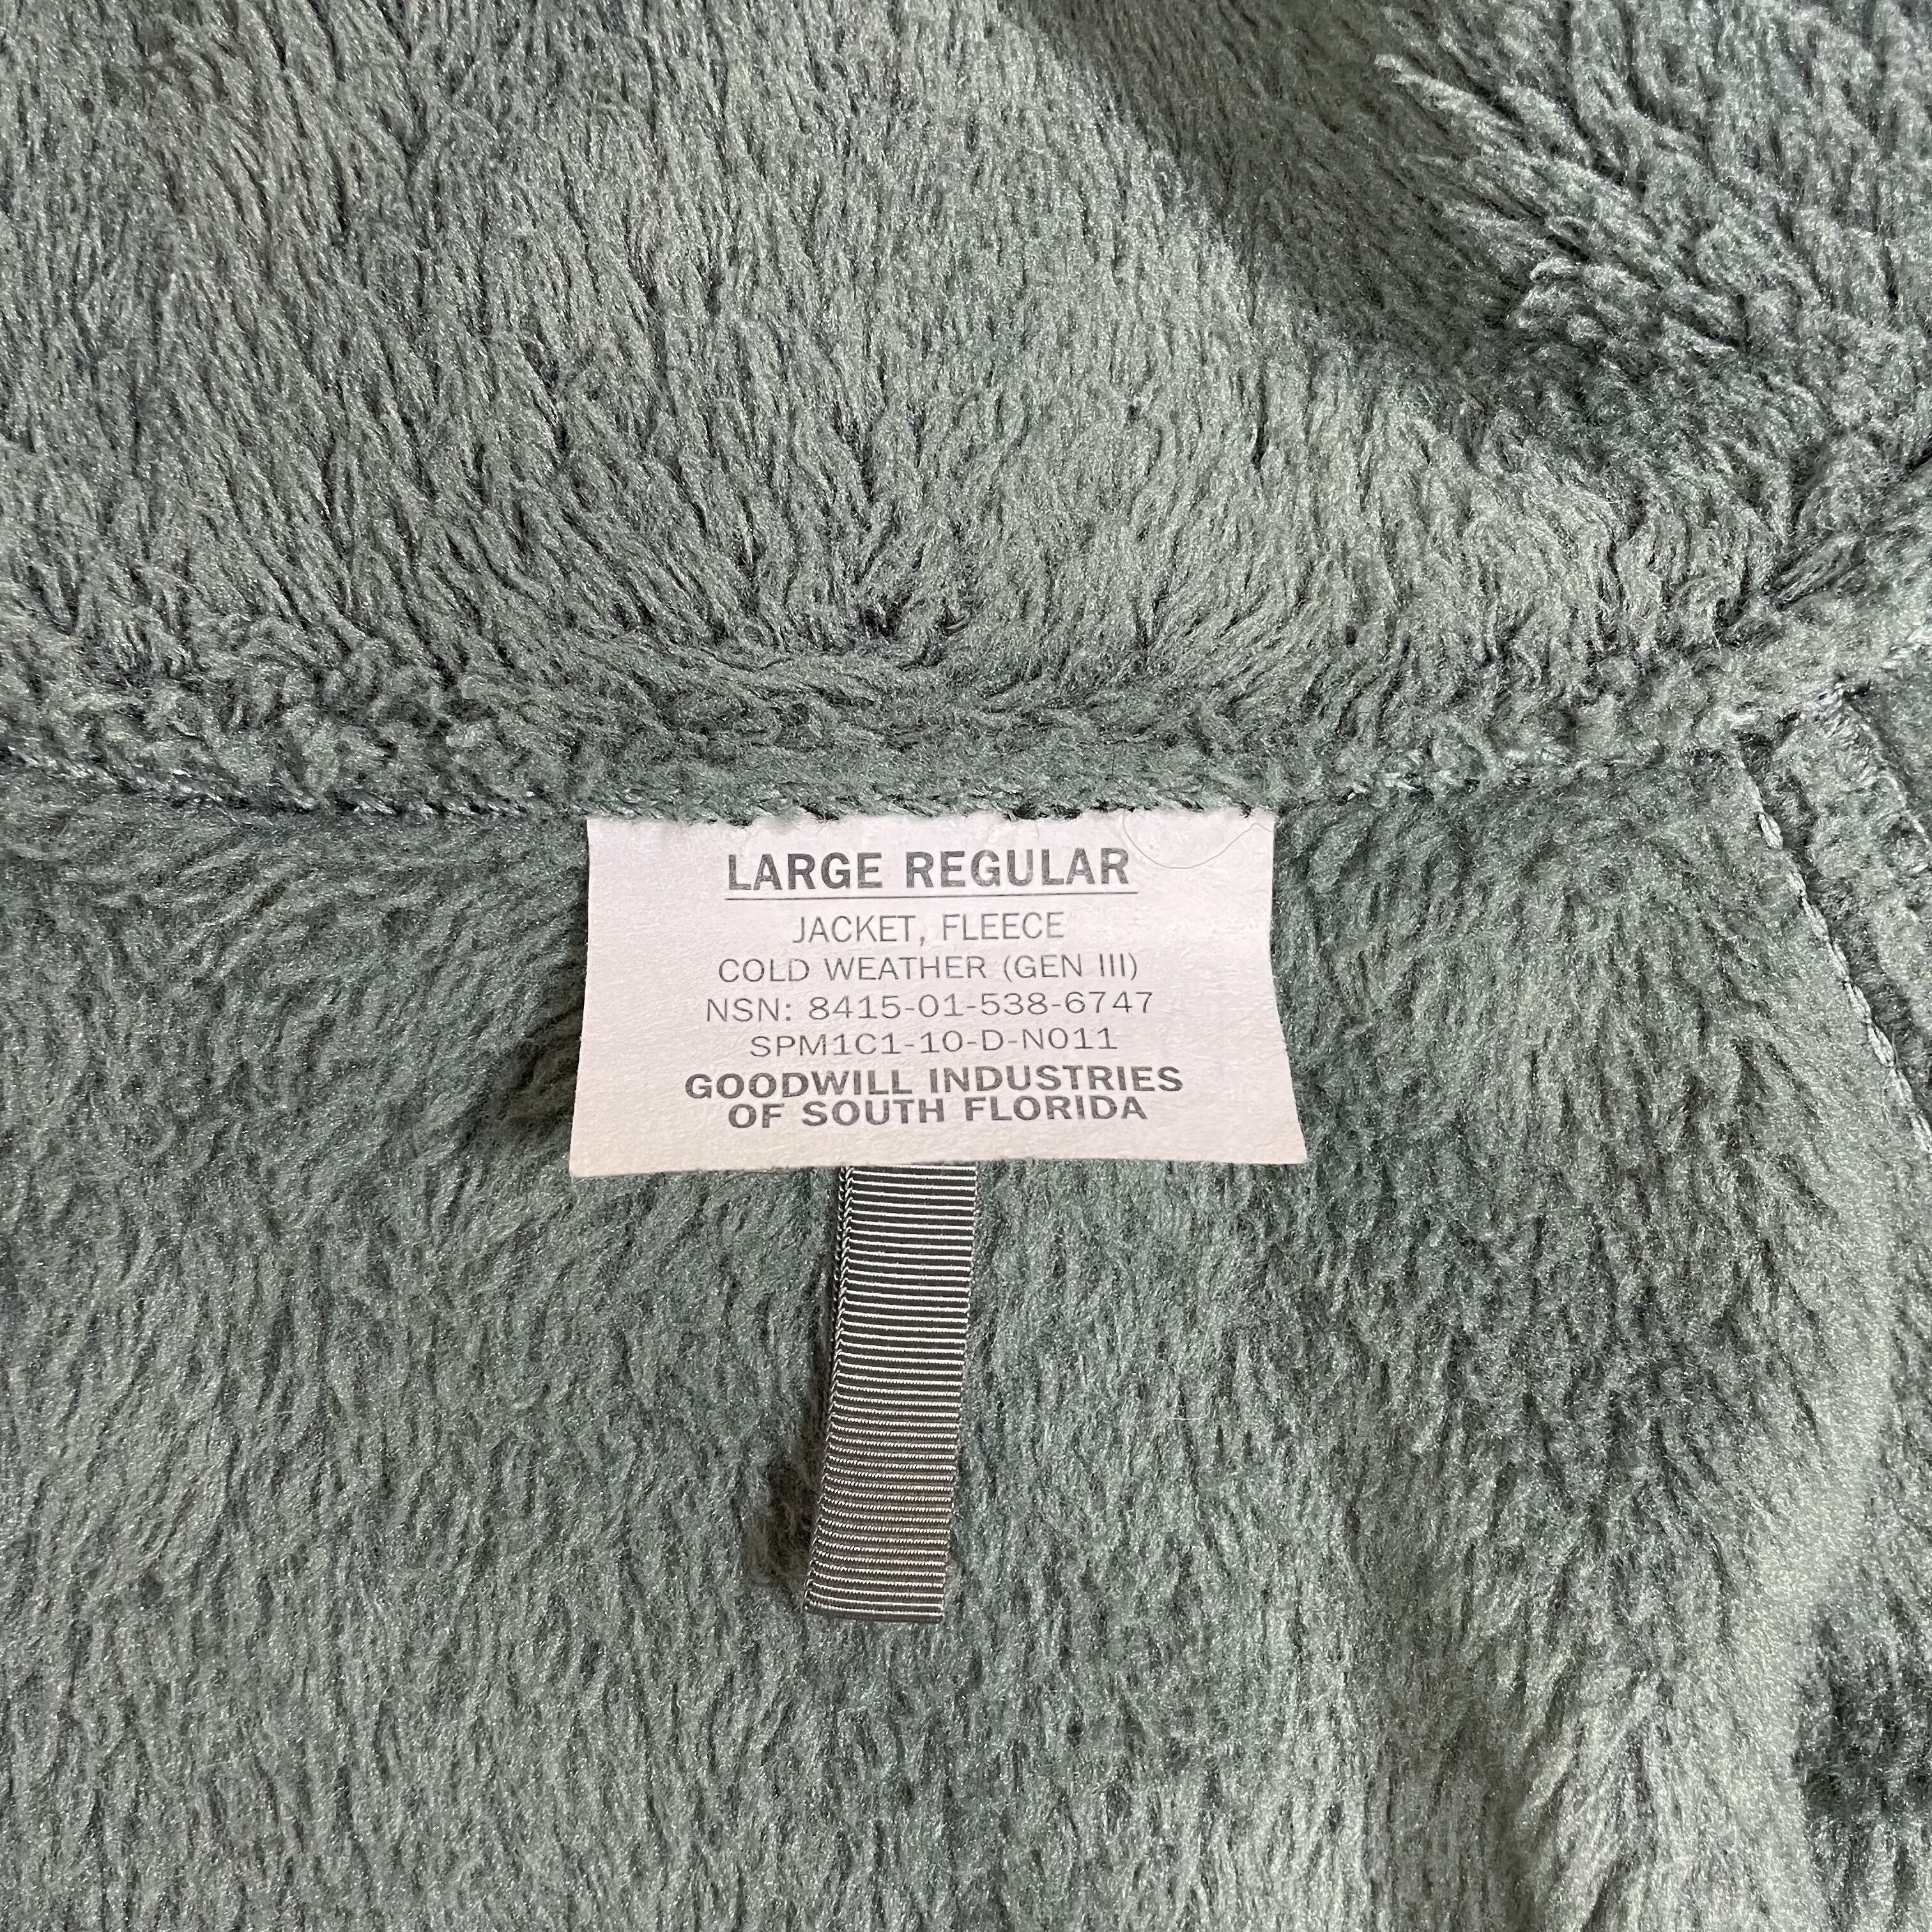 LARGE REGULAR
JACKET, FLEECE
COLD WEATHER (GEN III)
NSN: 8415-01-538-6747
SPM1C1-10-D-N011
GOODWILL INDUSTRIES
OF SOUTH FLORIDA